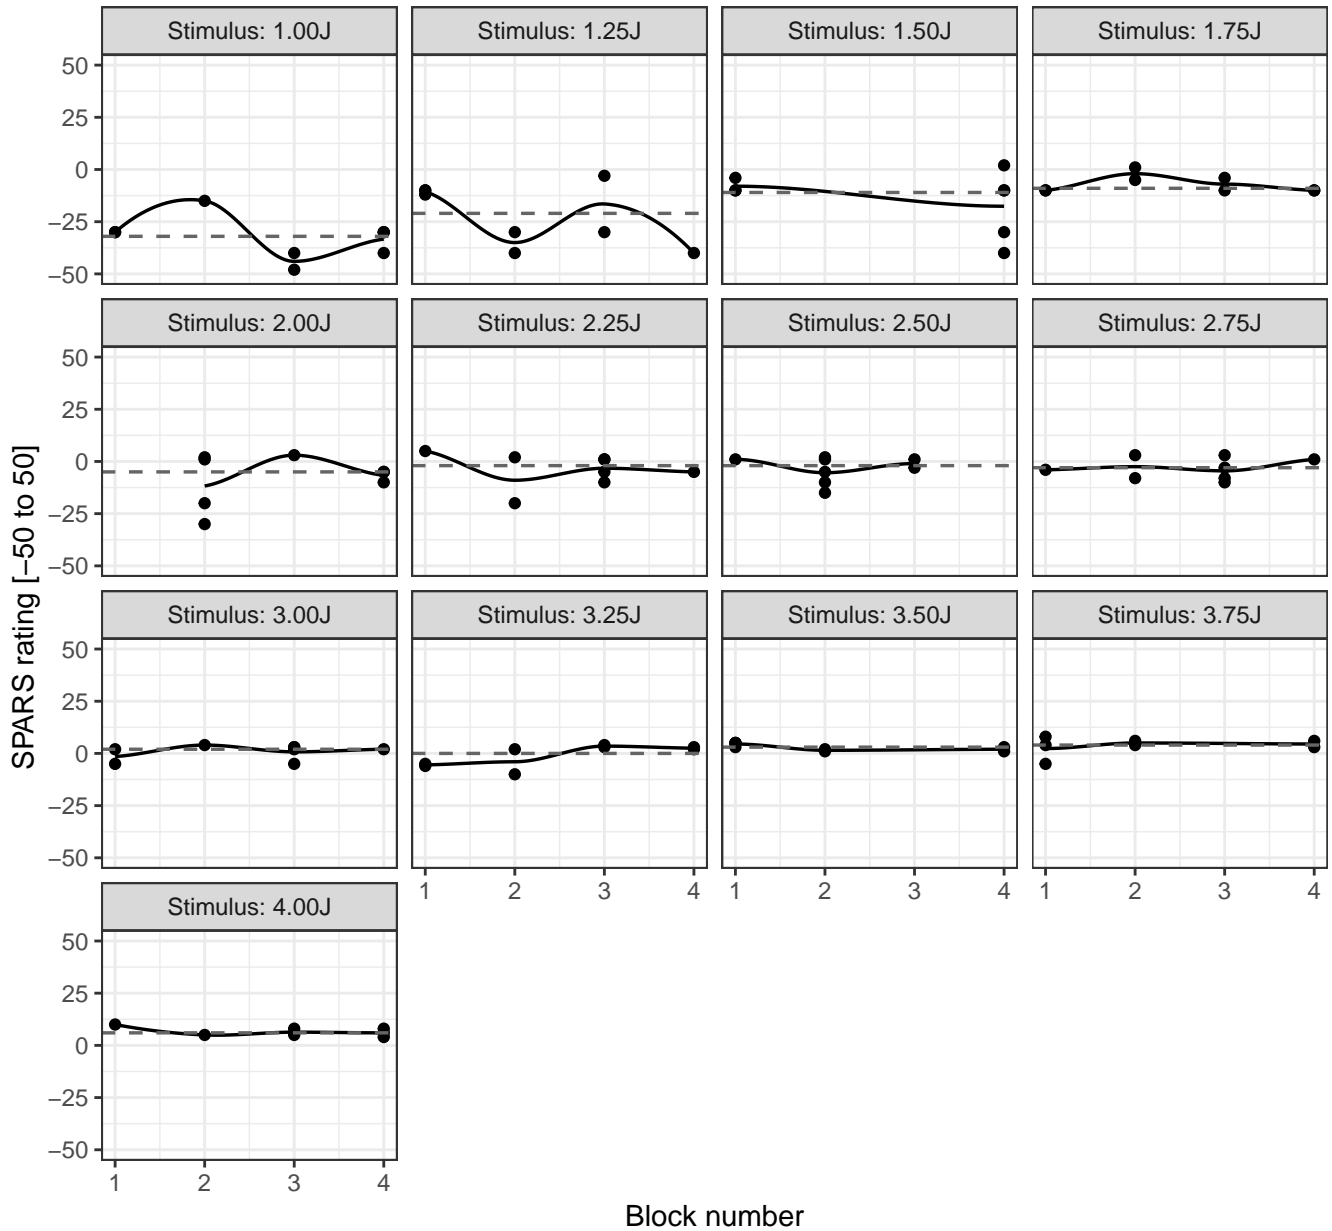 Stimulus: 1.00J
Stimulus: 1.25J
Stimulus: 1.50J
Stimulus: 1.75J
50
25
0
−25
−50
Stimulus: 2.00J
Stimulus: 2.25J
Stimulus: 2.50J
Stimulus: 2.75J
50
25
0
−25
−50
Stimulus: 3.00J
Stimulus: 3.25J
Stimulus: 3.50J
Stimulus: 3.75J
50
25
0
−25
−50
1 2 3 4
1 2 3 4
1 2 3 4
Stimulus: 4.00J
50
25
0
−25
−50
1 2 3 4
SPARS rating [−50 to 50]
Block number